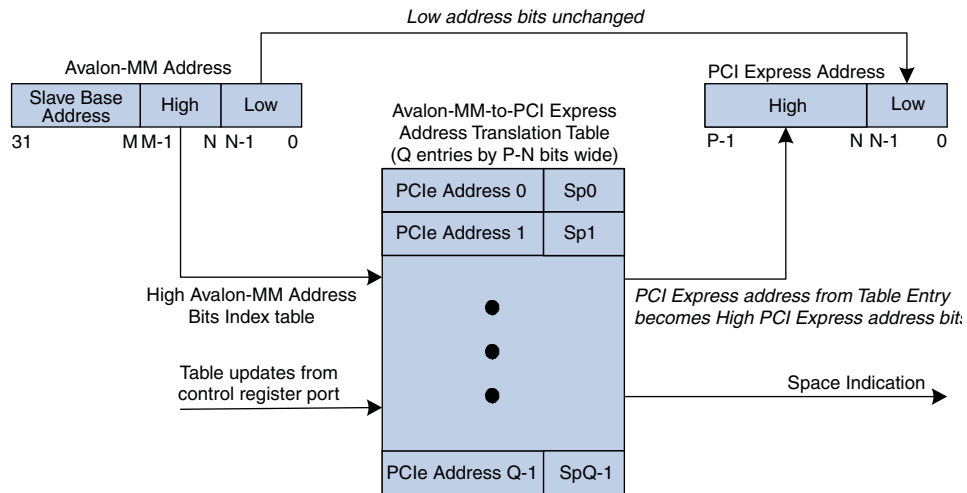 Low address bits unchanged
Avalon-MM Address
PCI Express Address
Slave Base
Address
High
Low
High
Low
31
M
M-1
N
N-1
0
P-1
N
N-1
0
Avalon-MM-to-PCI Express
Address Translation Table
(Q entries by P-N bits wide)
PCIe Address 0
Sp0
PCIe Address 1
Sp1
High Avalon-MM Address
Bits Index table
PCI Express address from Table Entry
becomes High PCI Express address bits
Table updates from
control register port
Space Indication
PCIe Address Q-1
SpQ-1